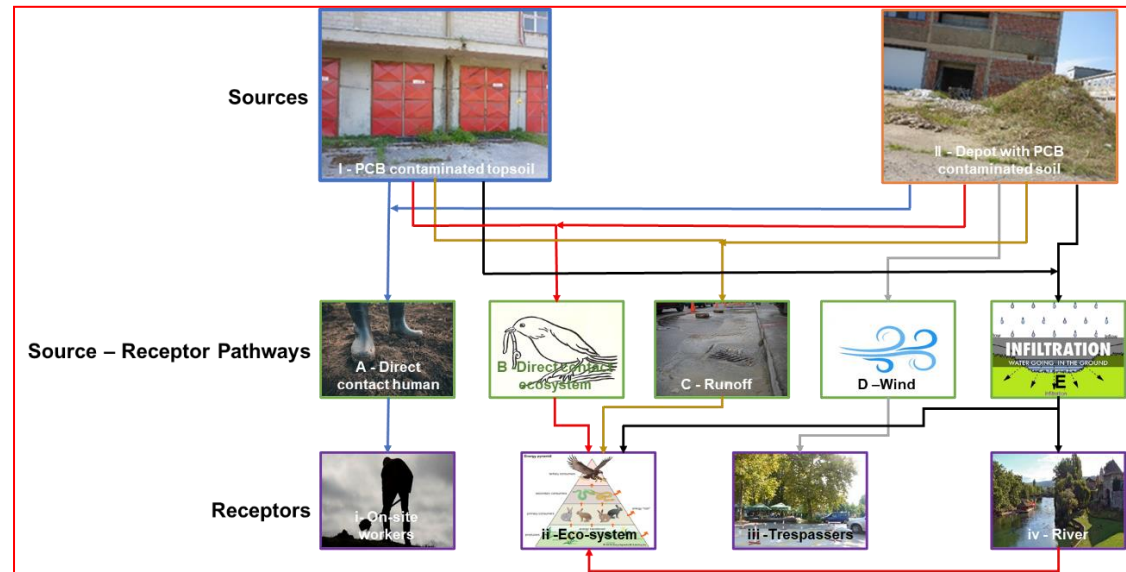 Sources
I - PCB contaminated topsoil
II - Depot with PCB
contaminated soil
Source – Receptor Pathways
A - Direct
contact human
B - Direct contact
ecosystem
C - Runoff
D –Wind
INFILTRATION
WATER GOING IN THE GROUND
E
Receptors
i- On-site
workers
Energy pyramid
ii -Eco-system
iii -Trespassers
iv - River